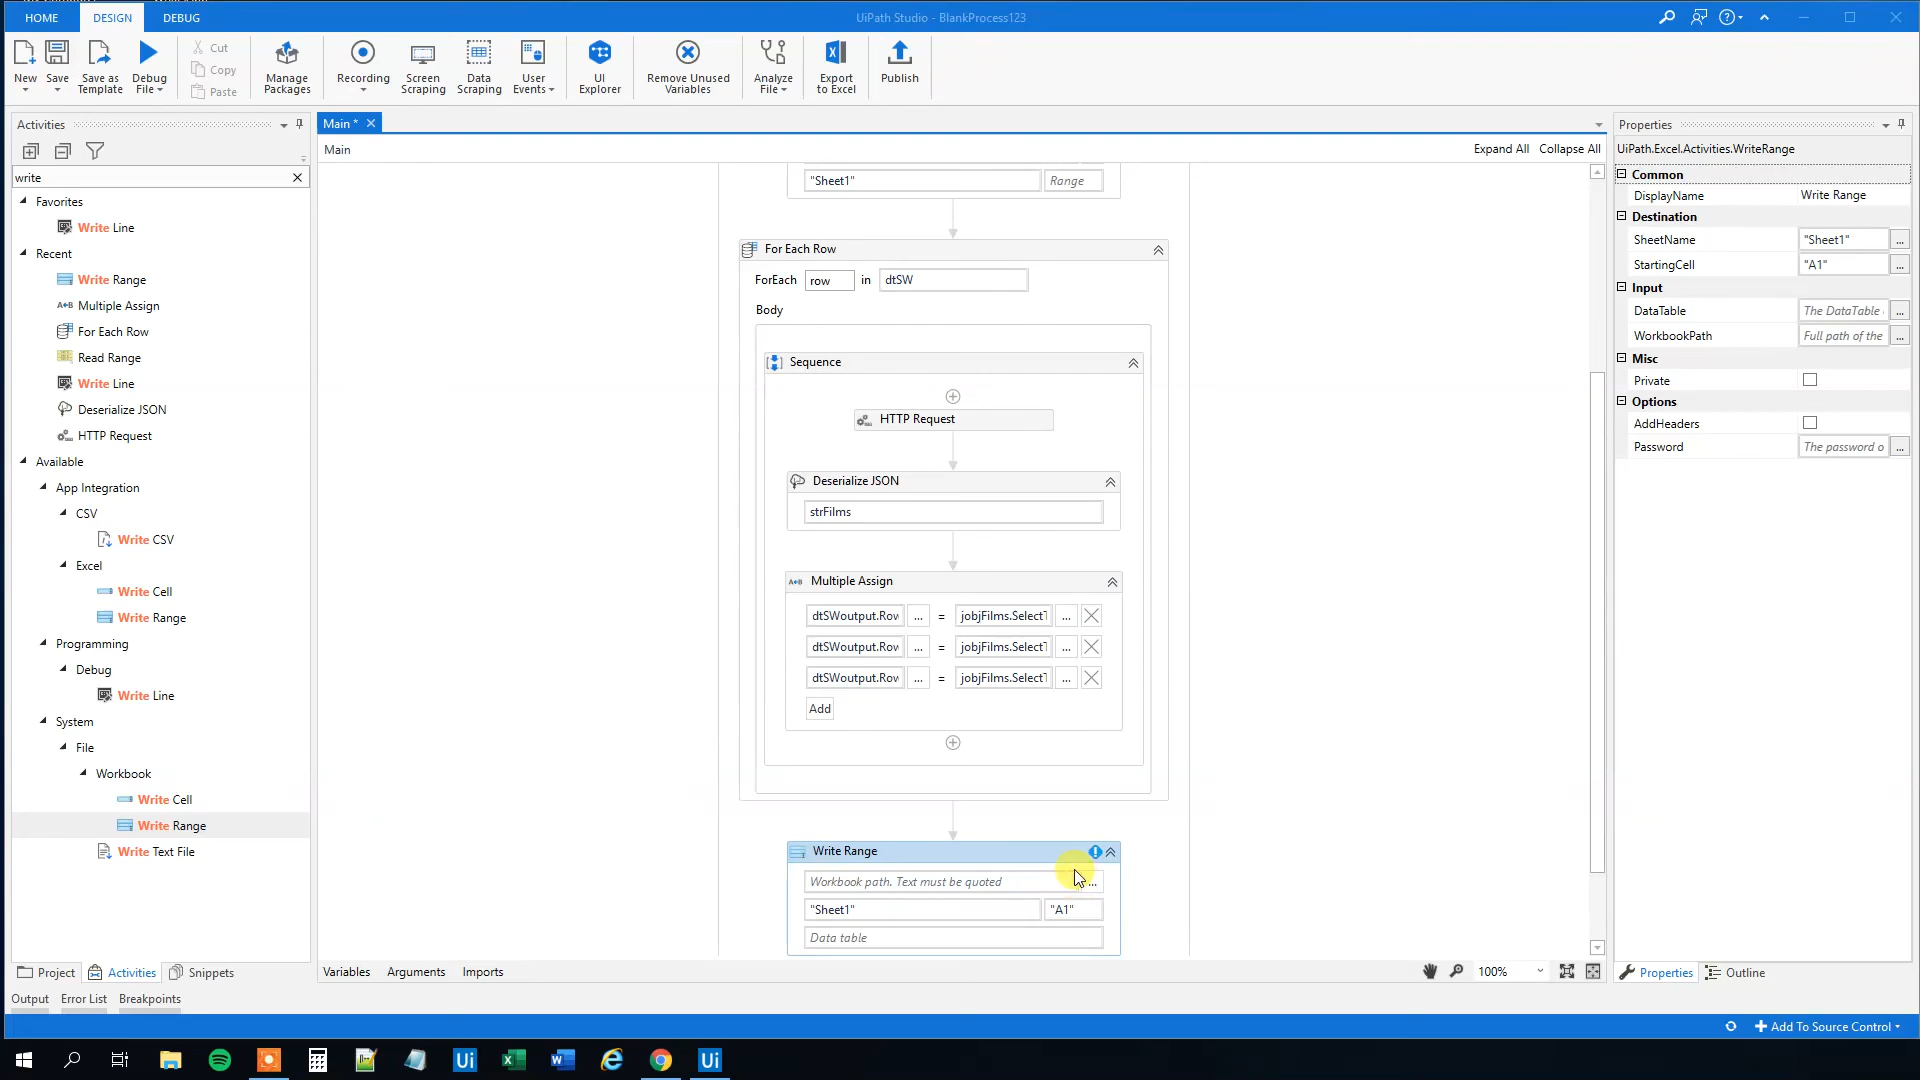 HOME DESIGN DEBUG UiPath Studio - BlankProcess123
New Save Save as Template Debug File Cut Copy Paste Manage Packages Recording Screen Scraping Data Scraping User Events UI Explorer Remove Unused Variables Analyze File Export to Excel Publish
Activities
write
Favorites
Write Line
Recent
Write Range
Multiple Assign
For Each Row
Read Range
Write Line
Deserialize JSON
HTTP Request
Available
App Integration
CSV
Write CSV
Excel
Write Cell
Write Range
Programming
Debug
Write Line
System
File
Workbook
Write Cell
Write Range
Write Text File
Project Activities Snippets
Main *
Main Expand All Collapse All
"Sheet1" Range
For Each Row
ForEach row in dtSW
Body
Sequence
HTTP Request
Deserialize JSON
strFilms
Multiple Assign
dtSWoutput.Rov ... = jobjFilms.SelectT ...
dtSWoutput.Rov ... = jobjFilms.SelectT ...
dtSWoutput.Rov ... = jobjFilms.SelectT ...
Add
Write Range
Workbook path. Text must be quoted ...
"Sheet1" "A1"
Data table
Variables Arguments Imports 100%
Properties
UiPath.Excel.Activities.WriteRange
Common
DisplayName Write Range
Destination
SheetName "Sheet1" ...
StartingCell "A1" ...
Input
DataTable The DataTable ...
WorkbookPath Full path of the ...
Misc
Private
Options
AddHeaders
Password The password o ...
Properties Outline
Output Error List Breakpoints
Add To Source Control
Ui Ui